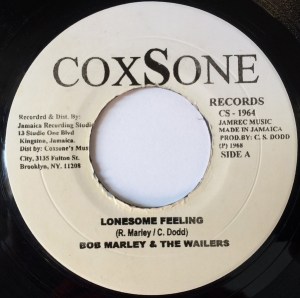 COXSONE
RECORDS
CS - 1964
JAMREC MUSIC
MADE IN JAMAICA
PROD.BY: C. S. DODD
(P) 1968
SIDE A
Recorded & Dist. By:
Jamaica Recording Studio
13 Studio One Blvd
Kingston, Jamaica.
Dist by: Coxsone's Mus
City, 3135 Fulton St.
Brooklyn, NY, 11208
LONESOME FEELING
(R. Marley / C. Dodd)
BOB MARLEY & THE WAILERS